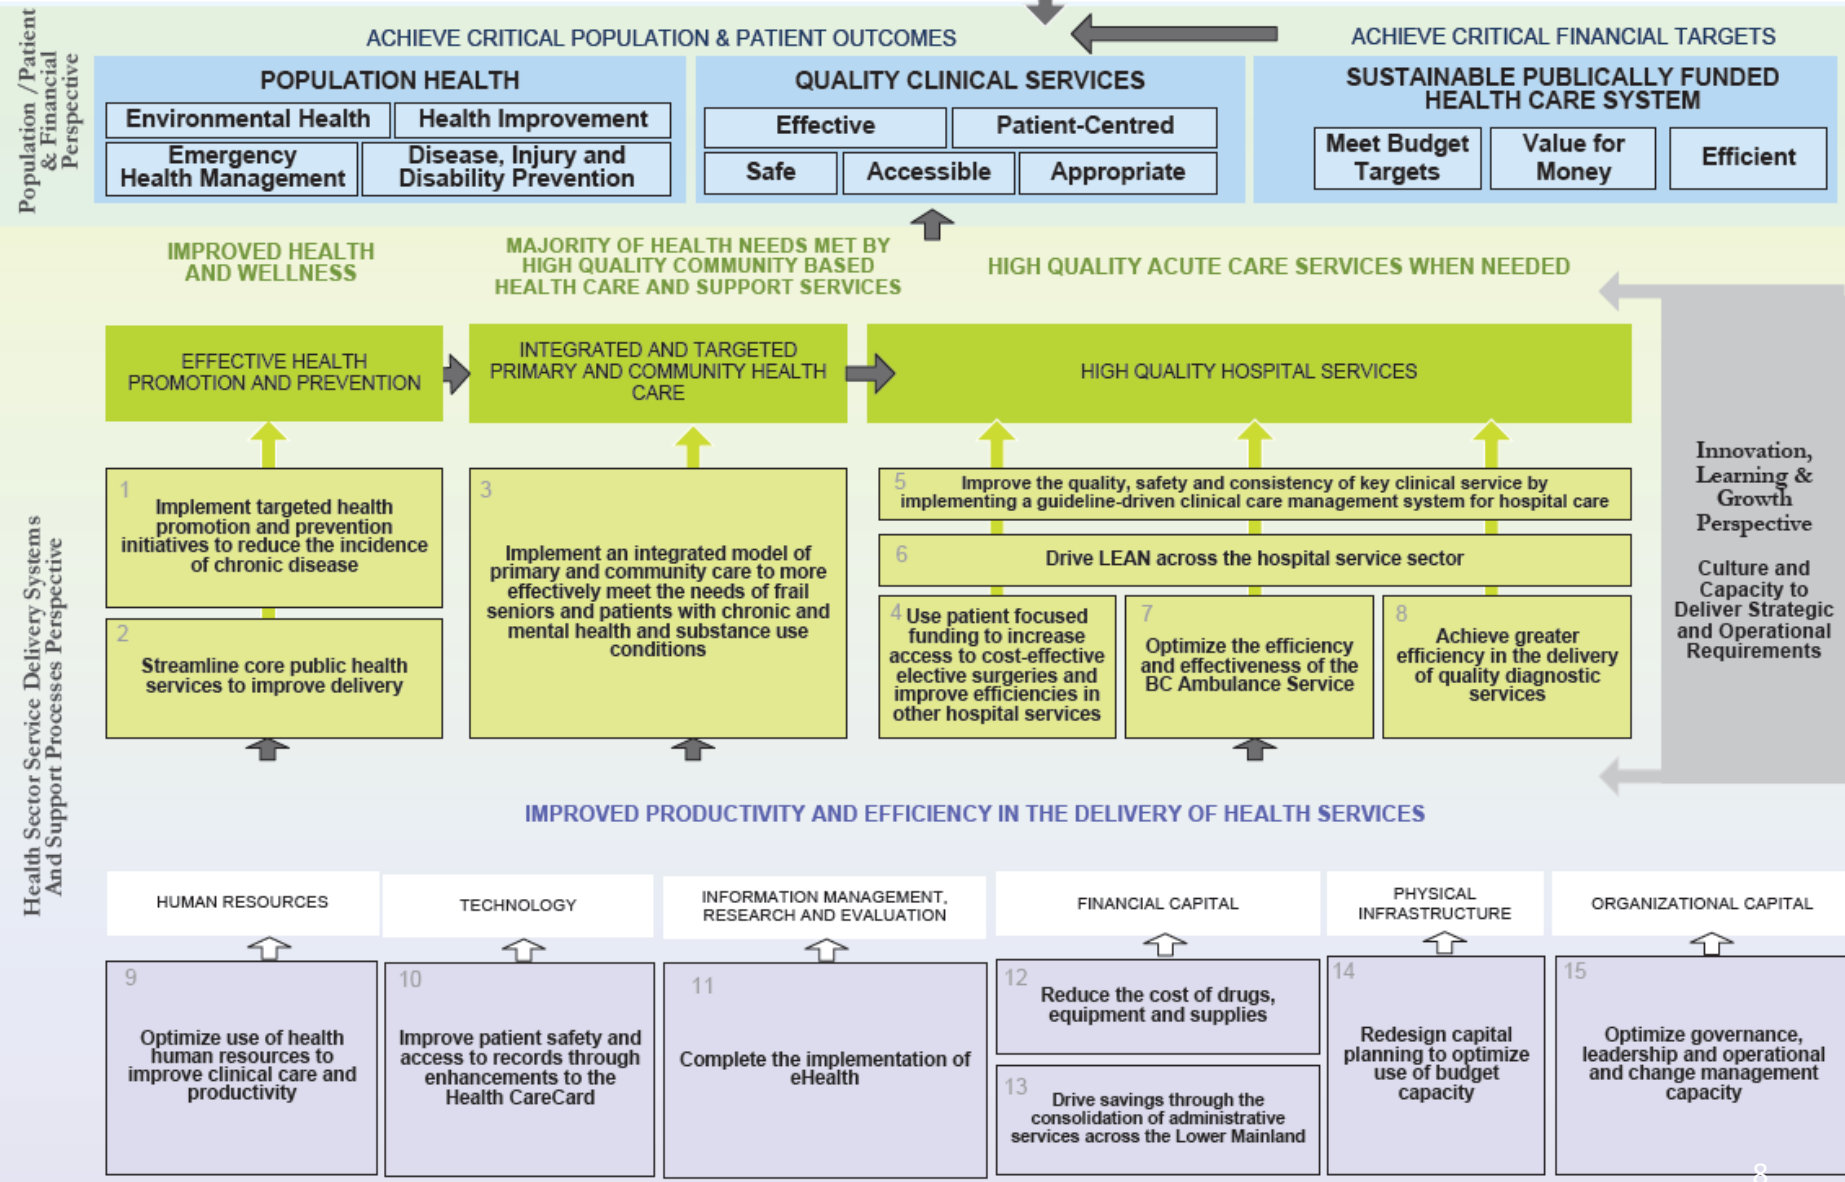 Population /Patient
& Financial
Perspective
ACHIEVE CRITICAL POPULATION & PATIENT OUTCOMES
ACHIEVE CRITICAL FINANCIAL TARGETS
POPULATION HEALTH
Environmental Health
Health Improvement
Emergency
Health Management
Disease, Injury and
Disability Prevention
QUALITY CLINICAL SERVICES
Effective
Patient-Centred
Safe
Accessible
Appropriate
SUSTAINABLE PUBLICALLY FUNDED
HEALTH CARE SYSTEM
Meet Budget
Targets
Value for
Money
Efficient
Health Sector Service Delivery Systems
And Support Processes Perspective
IMPROVED HEALTH
AND WELLNESS
MAJORITY OF HEALTH NEEDS MET BY
HIGH QUALITY COMMUNITY BASED
HEALTH CARE AND SUPPORT SERVICES
HIGH QUALITY ACUTE CARE SERVICES WHEN NEEDED
EFFECTIVE HEALTH
PROMOTION AND PREVENTION
INTEGRATED AND TARGETED
PRIMARY AND COMMUNITY HEALTH
CARE
HIGH QUALITY HOSPITAL SERVICES
1
Implement targeted health
promotion and prevention
initiatives to reduce the incidence
of chronic disease
2
Streamline core public health
services to improve delivery
3
Implement an integrated model of
primary and community care to more
effectively meet the needs of frail
seniors and patients with chronic and
mental health and substance use
conditions
5
Improve the quality, safety and consistency of key clinical service by
implementing a guideline-driven clinical care management system for hospital care
6
Drive LEAN across the hospital service sector
4
Use patient focused
funding to increase
access to cost-effective
elective surgeries and
improve efficiencies in
other hospital services
7
Optimize the efficiency
and effectiveness of the
BC Ambulance Service
8
Achieve greater
efficiency in the delivery
of quality diagnostic
services
Innovation,
Learning &
Growth
Perspective
Culture and
Capacity to
Deliver Strategic
and Operational
Requirements
IMPROVED PRODUCTIVITY AND EFFICIENCY IN THE DELIVERY OF HEALTH SERVICES
HUMAN RESOURCES
TECHNOLOGY
INFORMATION MANAGEMENT,
RESEARCH AND EVALUATION
FINANCIAL CAPITAL
PHYSICAL
INFRASTRUCTURE
ORGANIZATIONAL CAPITAL
9
Optimize use of health
human resources to
improve clinical care and
productivity
10
Improve patient safety and
access to records through
enhancements to the
Health CareCard
11
Complete the implementation of
eHealth
12
Reduce the cost of drugs,
equipment and supplies
13
Drive savings through the
consolidation of administrative
services across the Lower Mainland
14
Redesign capital
planning to optimize
use of budget
capacity
15
Optimize governance,
leadership and operational
and change management
capacity
8